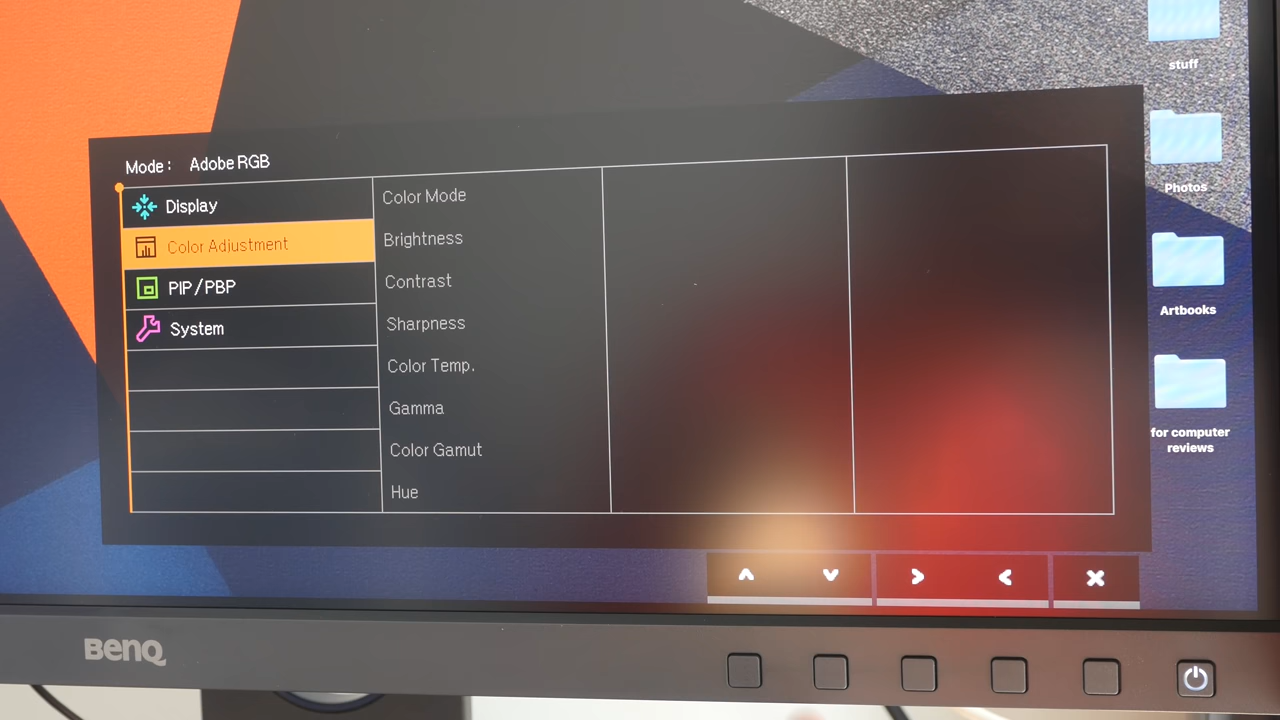 stuff
Photos
Artbooks
for computer
reviews
Mode: Adobe RGB
Display
Color Adjustment
PIP/PBP
System
Color Mode
Brightness
Contrast
Sharpness
Color Temp.
Gamma
Color Gamut
Hue
BenQ